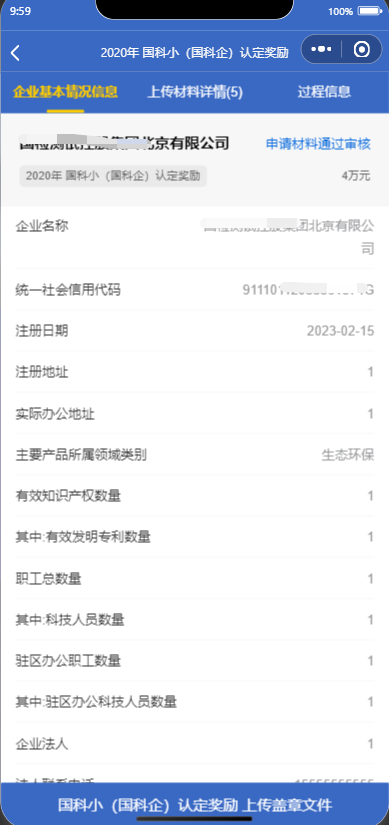 9:59
100%
2020年 国科小（国科企）认定奖励
企业基本情况信息
上传材料详情(5)
过程信息
北京有限公司
申请材料通过审核
2020年 国科小（国科企）认定奖励
4万元
企业名称
集团北京有限公
司
统一社会信用代码
注册日期
2023-02-15
注册地址
1
实际办公地址
1
主要产品所属领域类别
生态环保
有效知识产权数量
1
其中:有效发明专利数量
1
职工总数量
1
其中:科技人员数量
1
驻区办公职工数量
1
其中:驻区办公科技人员数量
1
企业法人
1
国科小（国科企）认定奖励 上传盖章文件